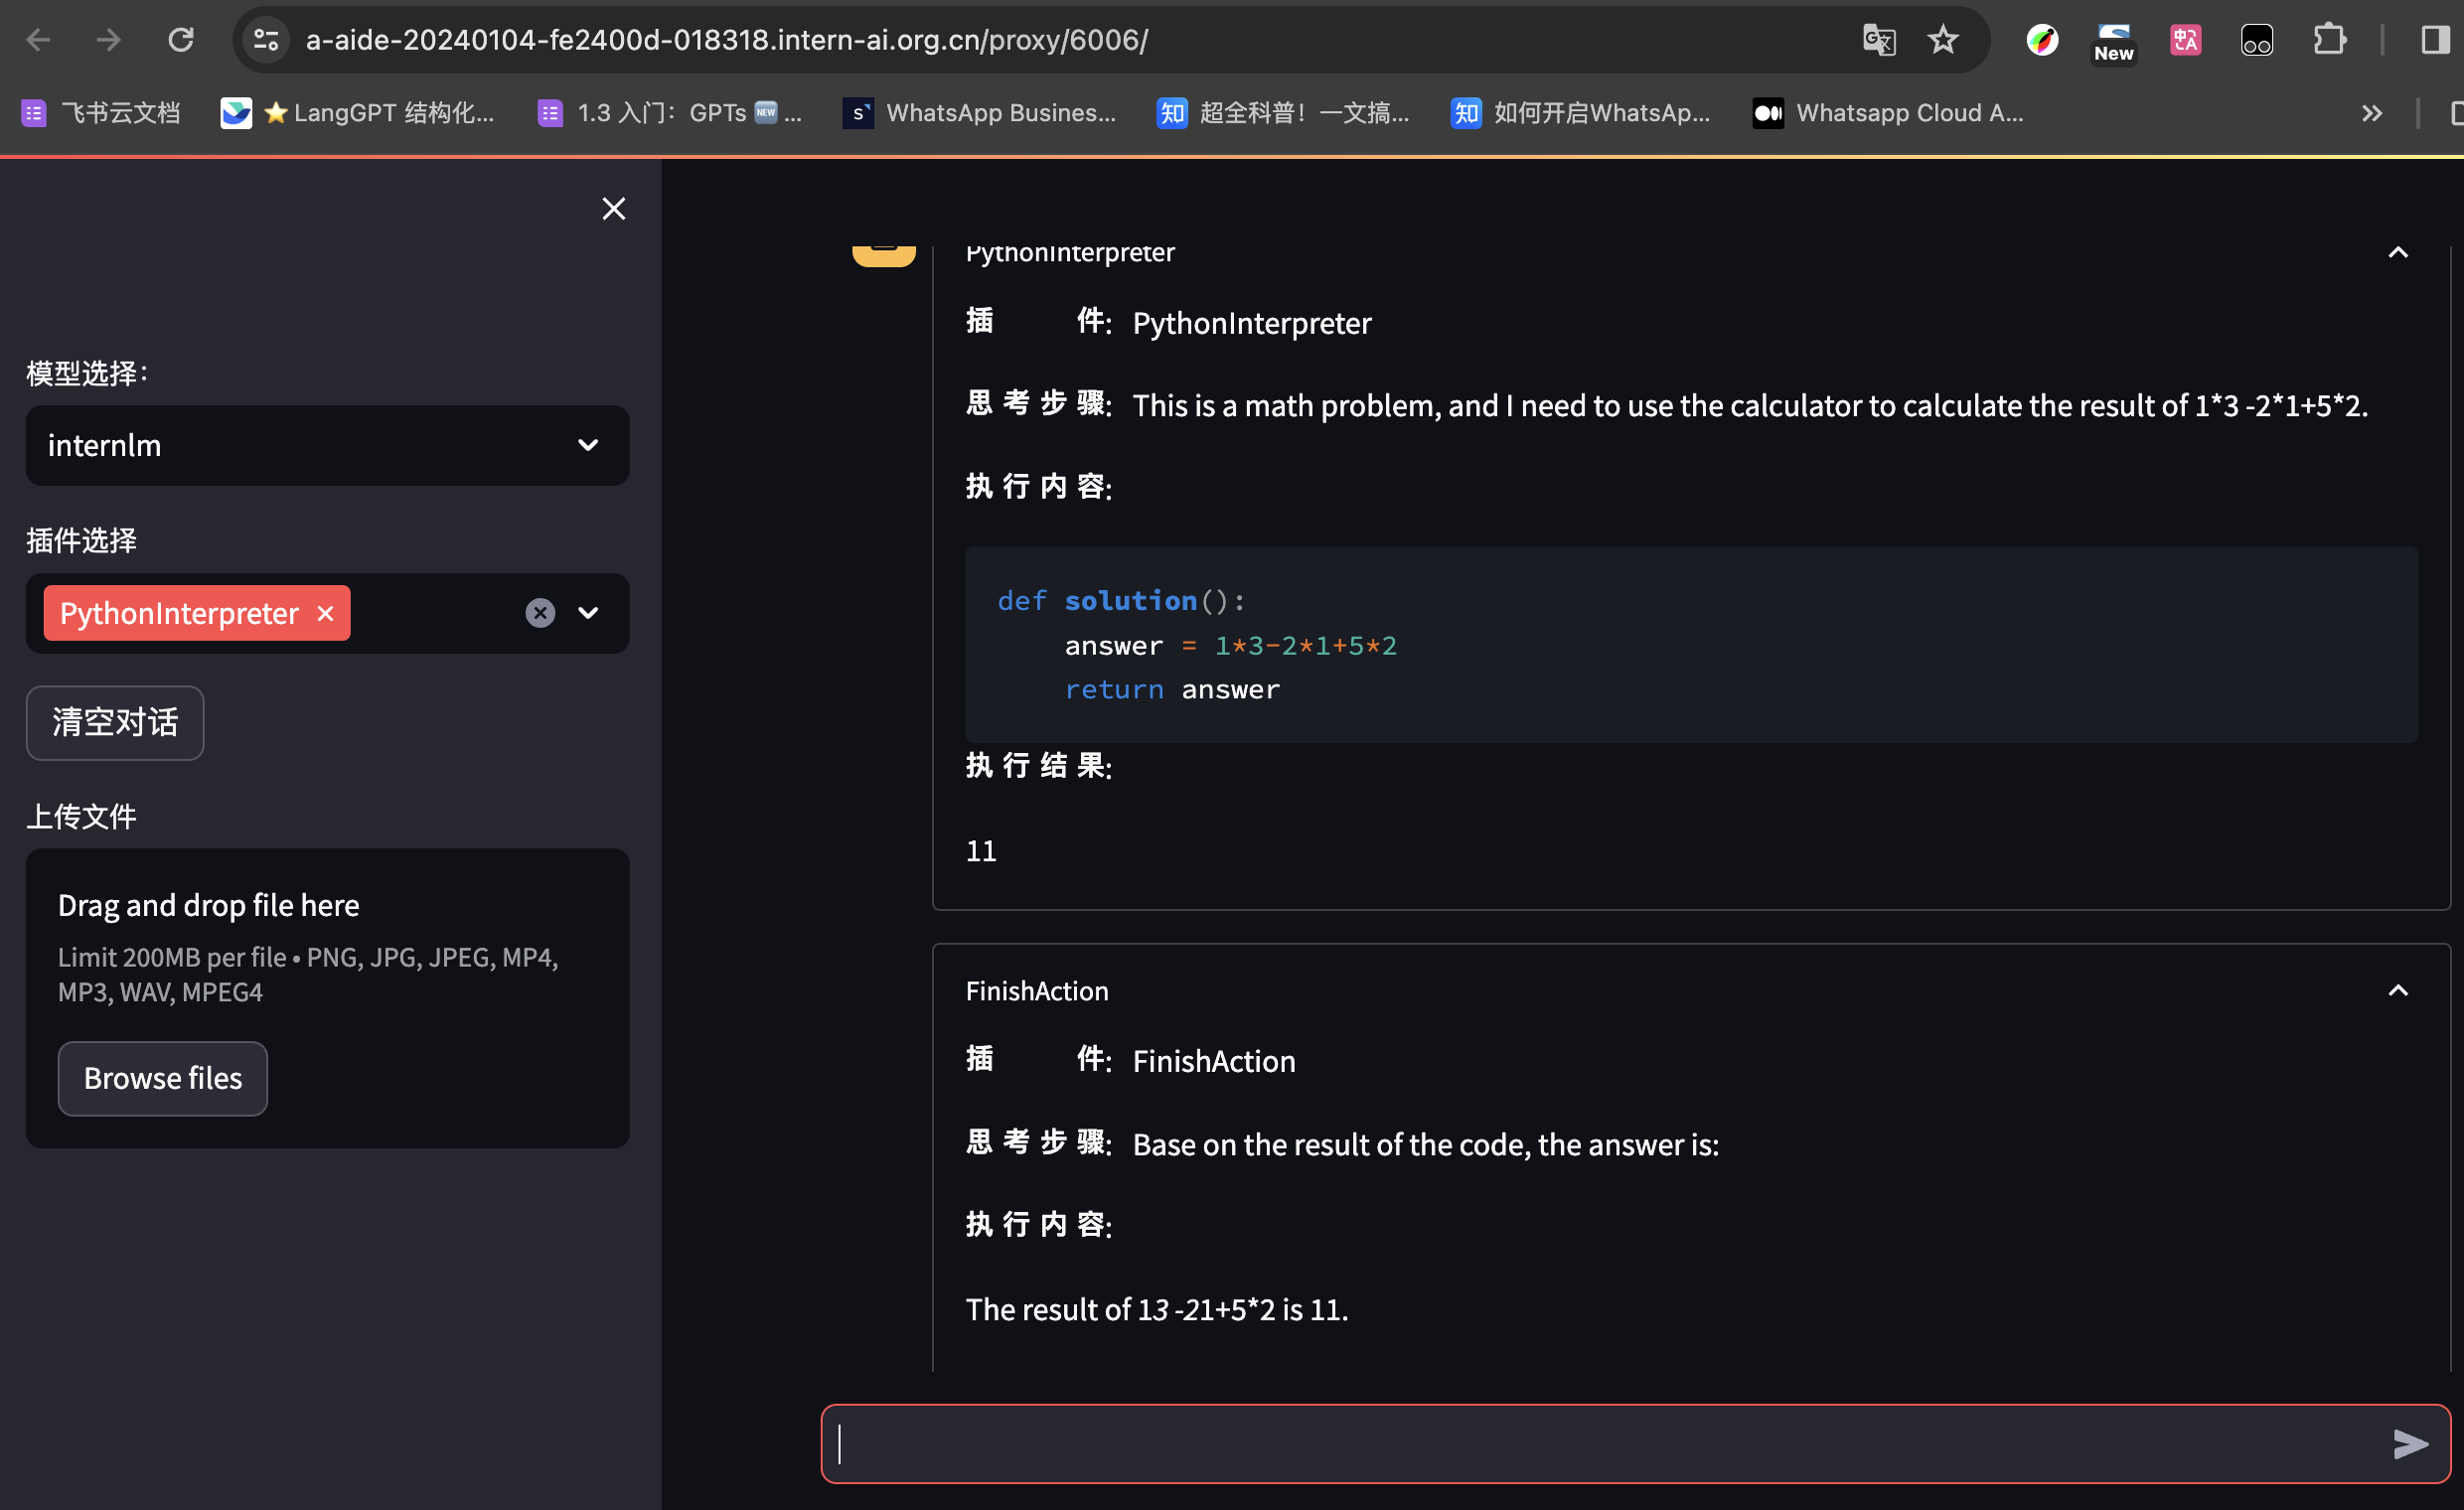 a-aide-20240104-fe2400d-018318.intern-ai.org.cn/proxy/6006/
New
飞书云文档
LangGPT 结构化...
1.3 入门：GPTs NEW ...
WhatsApp Busines...
知 超全科普！一文搞...
知 如何开启WhatsAp...
Whatsapp Cloud A...
模型选择：
internlm
插件选择
PythonInterpreter
清空对话
上传文件
Drag and drop file here
Limit 200MB per file • PNG, JPG, JPEG, MP4,
MP3, WAV, MPEG4
Browse files
PythonInterpreter
插 件: PythonInterpreter
思 考 步 骤: This is a math problem, and I need to use the calculator to calculate the result of 1*3 -2*1+5*2.
执 行 内 容:
def solution():
answer = 1*3-2*1+5*2
return answer
执 行 结 果:
11
FinishAction
插 件: FinishAction
思 考 步 骤: Base on the result of the code, the answer is:
执 行 内 容:
The result of 13 -21+5*2 is 11.